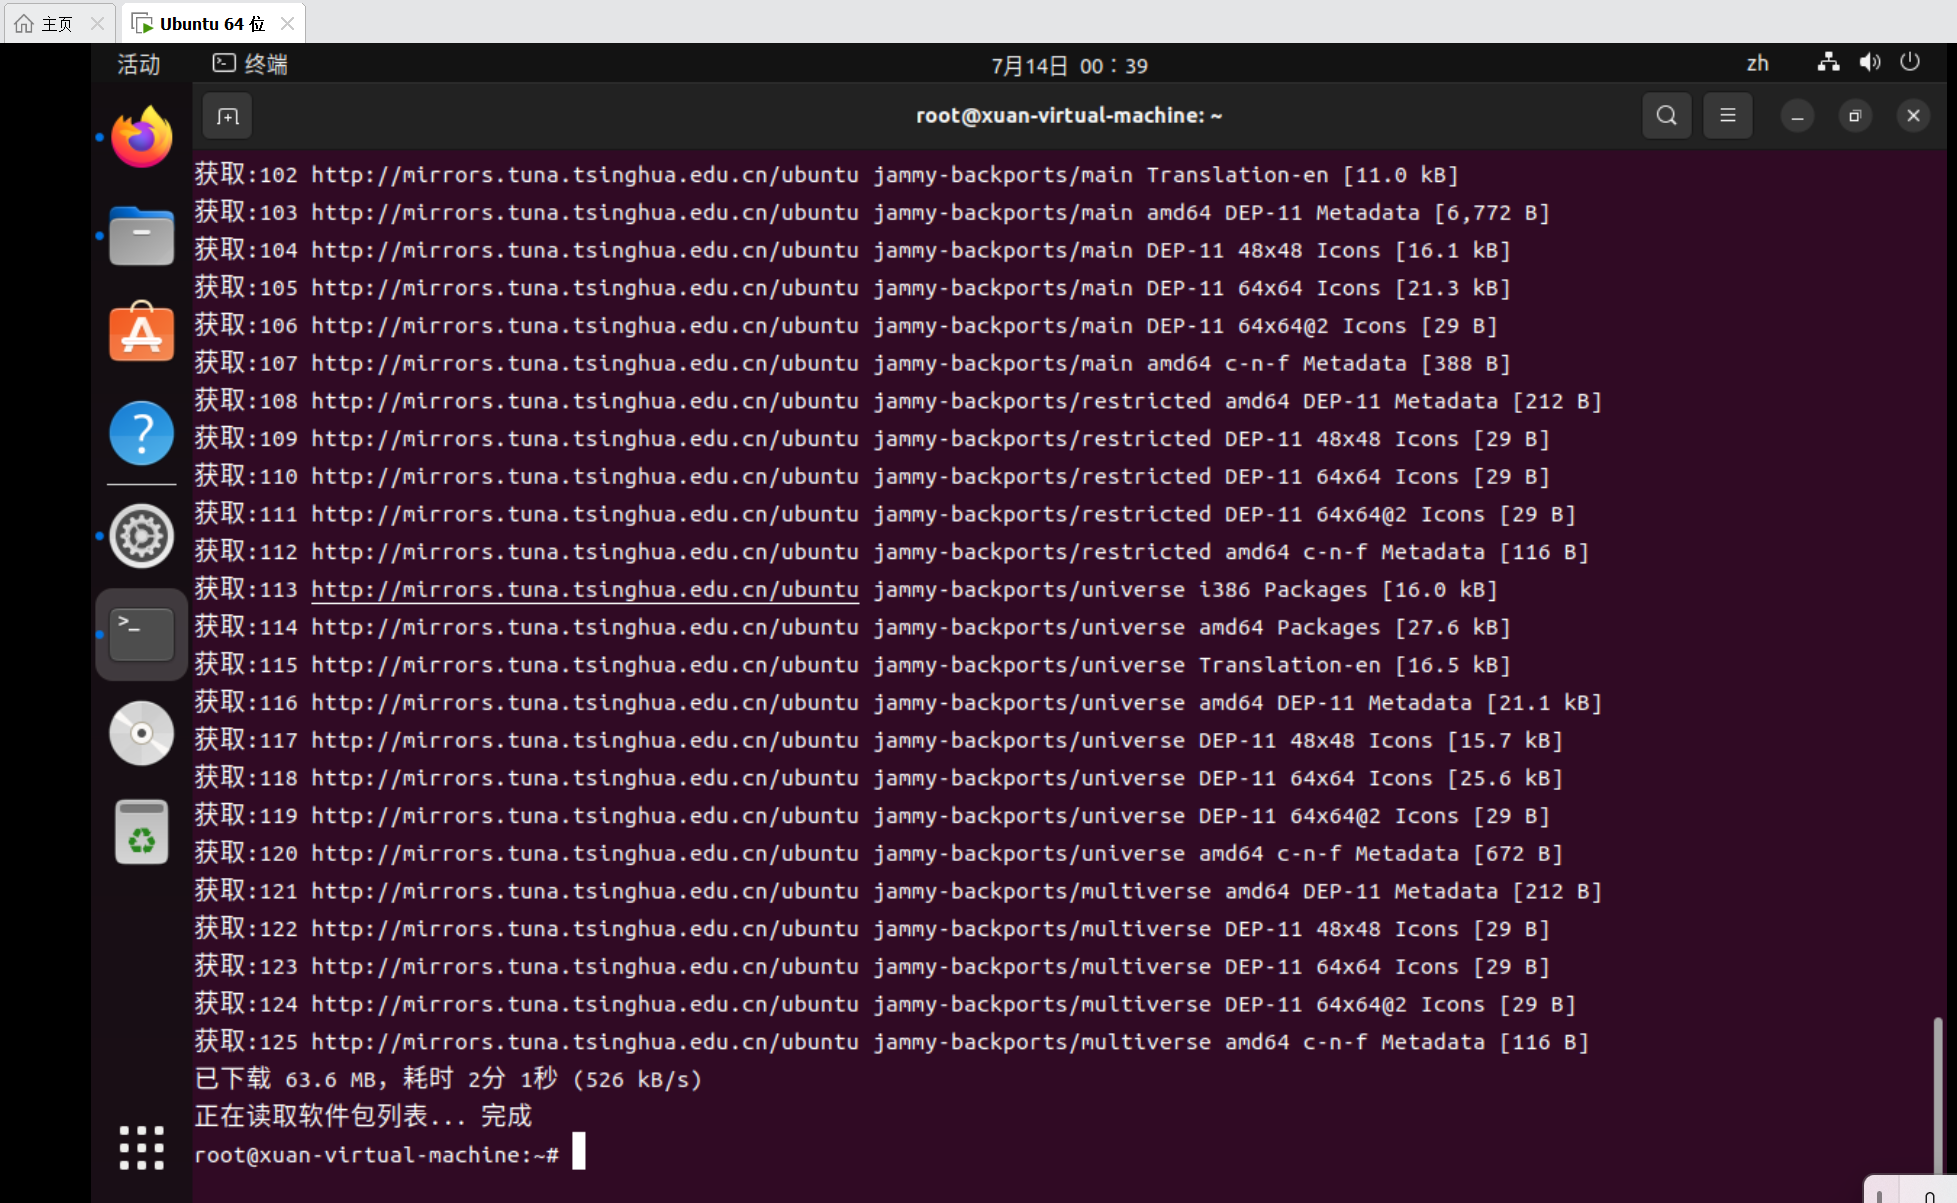 主页
Ubuntu 64 位
活动
终端
7月14日 00：39
zh
root@xuan-virtual-machine: ~
获取:102 http://mirrors.tuna.tsinghua.edu.cn/ubuntu jammy-backports/main Translation-en [11.0 kB]
获取:103 http://mirrors.tuna.tsinghua.edu.cn/ubuntu jammy-backports/main amd64 DEP-11 Metadata [6,772 B]
获取:104 http://mirrors.tuna.tsinghua.edu.cn/ubuntu jammy-backports/main DEP-11 48x48 Icons [16.1 kB]
获取:105 http://mirrors.tuna.tsinghua.edu.cn/ubuntu jammy-backports/main DEP-11 64x64 Icons [21.3 kB]
获取:106 http://mirrors.tuna.tsinghua.edu.cn/ubuntu jammy-backports/main DEP-11 64x64@2 Icons [29 B]
获取:107 http://mirrors.tuna.tsinghua.edu.cn/ubuntu jammy-backports/main amd64 c-n-f Metadata [388 B]
获取:108 http://mirrors.tuna.tsinghua.edu.cn/ubuntu jammy-backports/restricted amd64 DEP-11 Metadata [212 B]
获取:109 http://mirrors.tuna.tsinghua.edu.cn/ubuntu jammy-backports/restricted DEP-11 48x48 Icons [29 B]
获取:110 http://mirrors.tuna.tsinghua.edu.cn/ubuntu jammy-backports/restricted DEP-11 64x64 Icons [29 B]
获取:111 http://mirrors.tuna.tsinghua.edu.cn/ubuntu jammy-backports/restricted DEP-11 64x64@2 Icons [29 B]
获取:112 http://mirrors.tuna.tsinghua.edu.cn/ubuntu jammy-backports/restricted amd64 c-n-f Metadata [116 B]
获取:113 http://mirrors.tuna.tsinghua.edu.cn/ubuntu jammy-backports/universe i386 Packages [16.0 kB]
获取:114 http://mirrors.tuna.tsinghua.edu.cn/ubuntu jammy-backports/universe amd64 Packages [27.6 kB]
获取:115 http://mirrors.tuna.tsinghua.edu.cn/ubuntu jammy-backports/universe Translation-en [16.5 kB]
获取:116 http://mirrors.tuna.tsinghua.edu.cn/ubuntu jammy-backports/universe amd64 DEP-11 Metadata [21.1 kB]
获取:117 http://mirrors.tuna.tsinghua.edu.cn/ubuntu jammy-backports/universe DEP-11 48x48 Icons [15.7 kB]
获取:118 http://mirrors.tuna.tsinghua.edu.cn/ubuntu jammy-backports/universe DEP-11 64x64 Icons [25.6 kB]
获取:119 http://mirrors.tuna.tsinghua.edu.cn/ubuntu jammy-backports/universe DEP-11 64x64@2 Icons [29 B]
获取:120 http://mirrors.tuna.tsinghua.edu.cn/ubuntu jammy-backports/universe amd64 c-n-f Metadata [672 B]
获取:121 http://mirrors.tuna.tsinghua.edu.cn/ubuntu jammy-backports/multiverse amd64 DEP-11 Metadata [212 B]
获取:122 http://mirrors.tuna.tsinghua.edu.cn/ubuntu jammy-backports/multiverse DEP-11 48x48 Icons [29 B]
获取:123 http://mirrors.tuna.tsinghua.edu.cn/ubuntu jammy-backports/multiverse DEP-11 64x64 Icons [29 B]
获取:124 http://mirrors.tuna.tsinghua.edu.cn/ubuntu jammy-backports/multiverse DEP-11 64x64@2 Icons [29 B]
获取:125 http://mirrors.tuna.tsinghua.edu.cn/ubuntu jammy-backports/multiverse amd64 c-n-f Metadata [116 B]
已下载 63.6 MB，耗时 2分 1秒 (526 kB/s)
正在读取软件包列表... 完成
root@xuan-virtual-machine:~#